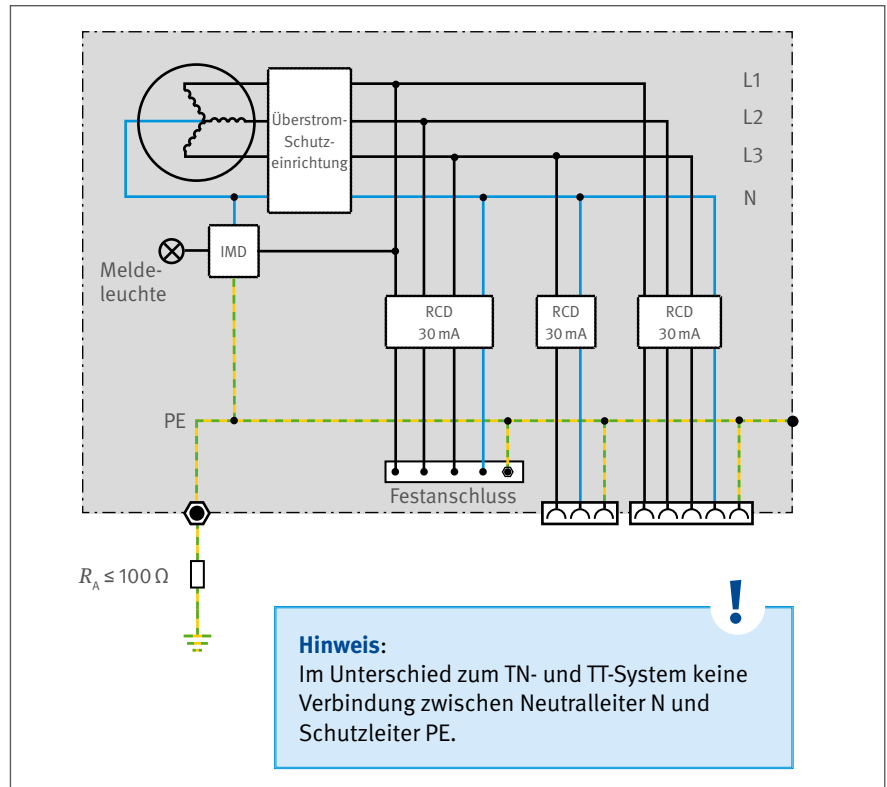 L1
Überstrom-
Schutz-
einrichtung
L2
L3
N
IMD
Melde-
leuchte
RCD
30 mA
RCD
30 mA
RCD
30 mA
PE
Festanschluss
R_A ≤ 100 Ω
!
Hinweis:
Im Unterschied zum TN- und TT-System keine
Verbindung zwischen Neutralleiter N und
Schutzleiter PE.